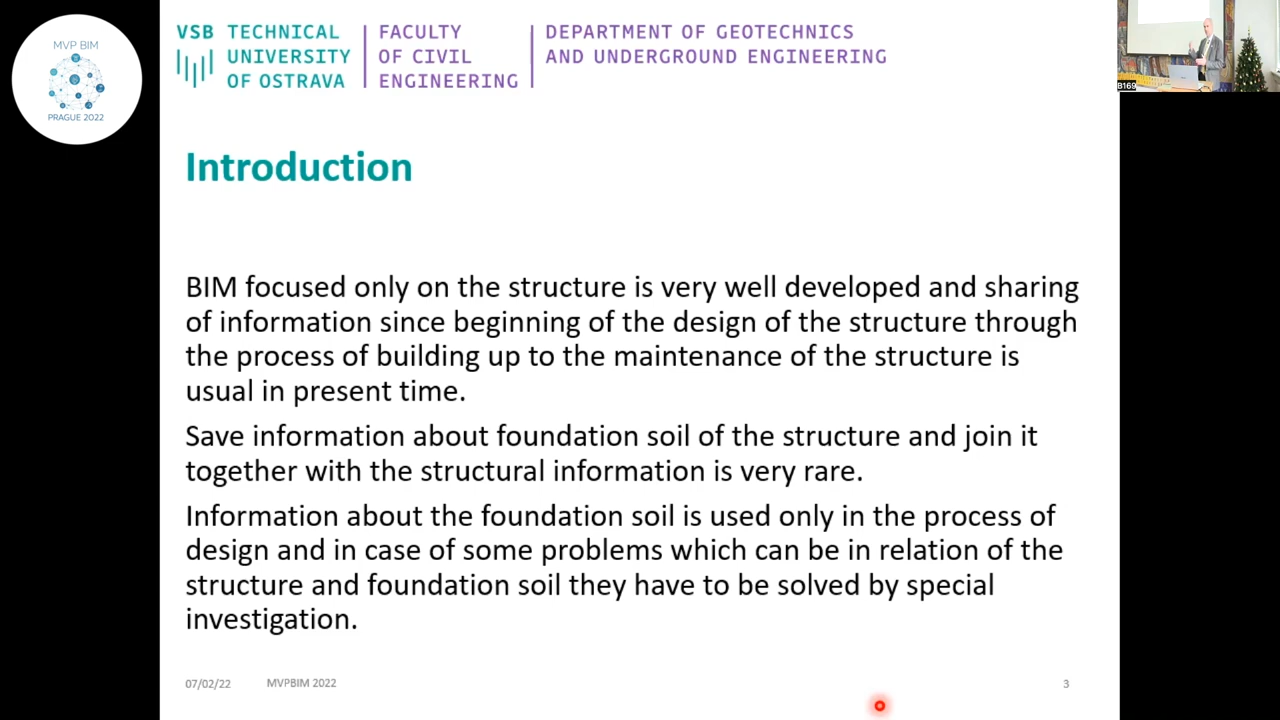 MVP BIM
PRAGUE 2022
VSB TECHNICAL
UNIVERSITY
OF OSTRAVA
FACULTY
OF CIVIL
ENGINEERING
DEPARTMENT OF GEOTECHNICS
AND UNDERGROUND ENGINEERING
B169
Introduction
BIM focused only on the structure is very well developed and sharing
of information since beginning of the design of the structure through
the process of building up to the maintenance of the structure is
usual in present time.
Save information about foundation soil of the structure and join it
together with the structural information is very rare.
Information about the foundation soil is used only in the process of
design and in case of some problems which can be in relation of the
structure and foundation soil they have to be solved by special
investigation.
07/02/22
MVPBIM 2022
3